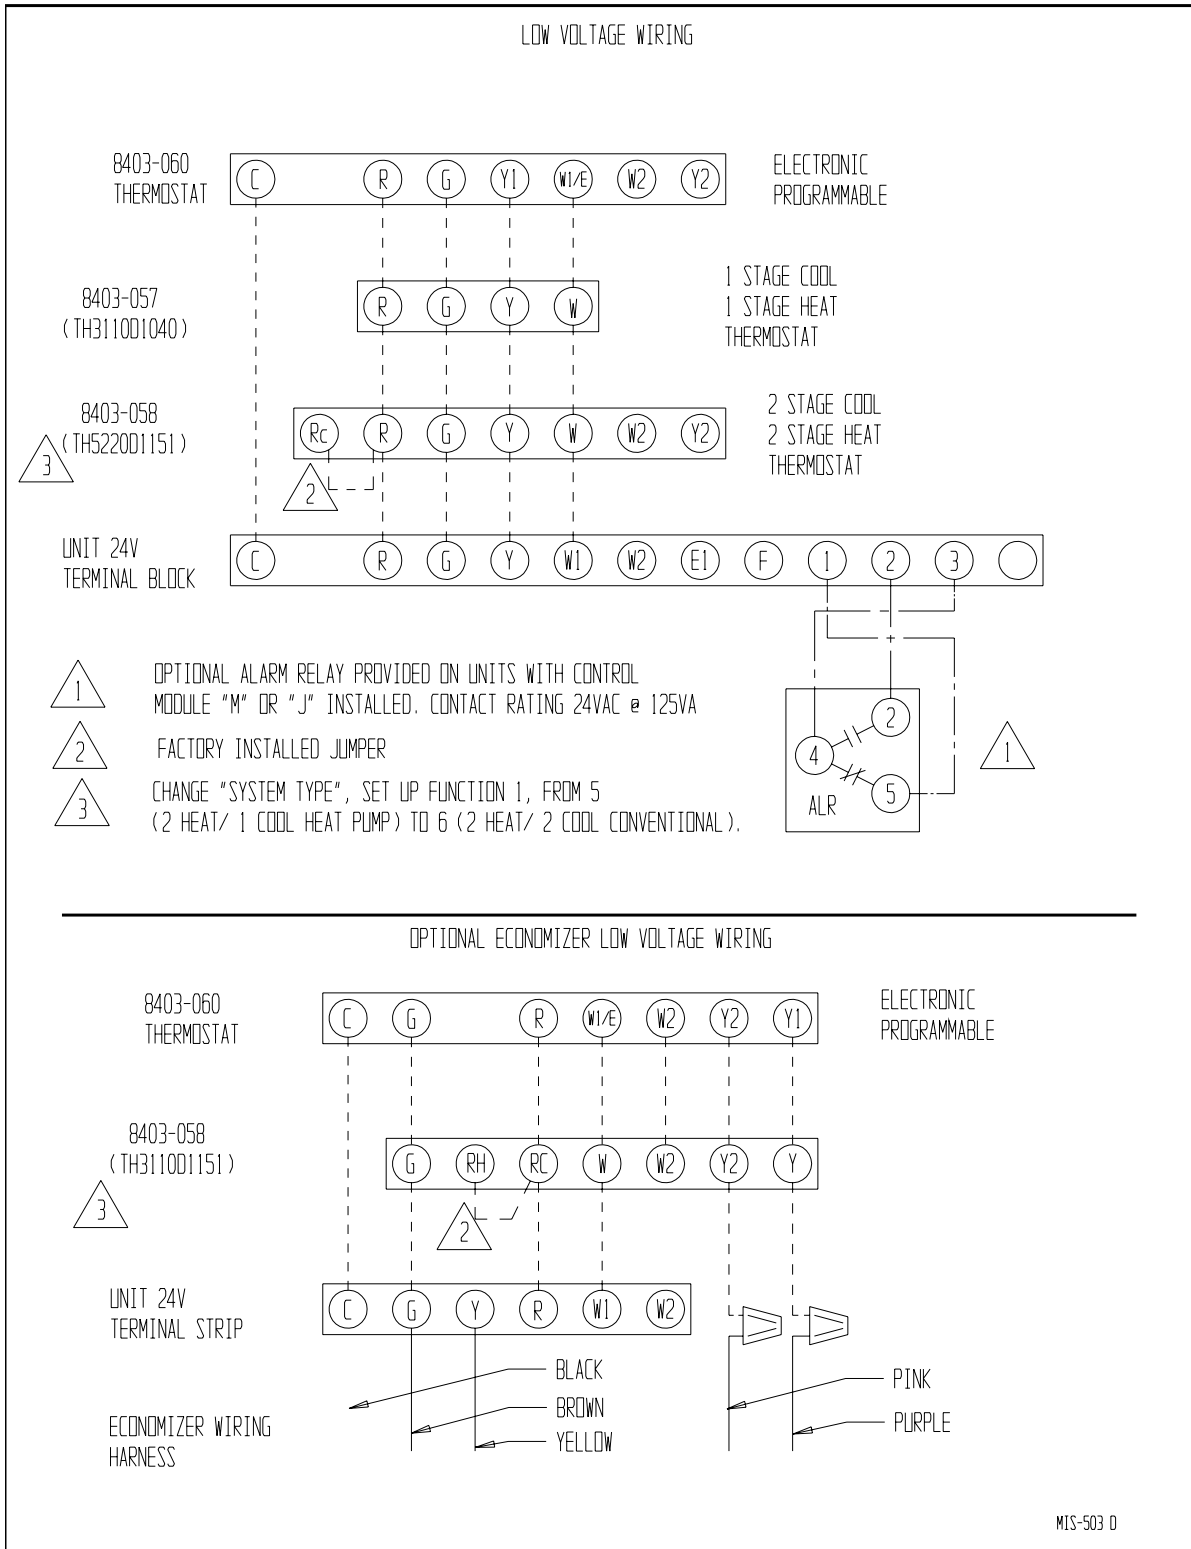 LOW VOLTAGE WIRING
8403-060
THERMOSTAT
C R G Y1 W1/E W2 Y2
ELECTRONIC
PROGRAMMABLE
8403-057
(TH3110D1040)
R G Y W
1 STAGE COOL
1 STAGE HEAT
THERMOSTAT
8403-058
(TH5220D1151)
3
Rc R G Y W W2 Y2
2
2 STAGE COOL
2 STAGE HEAT
THERMOSTAT
UNIT 24V
TERMINAL BLOCK
C R G Y W1 W2 E1 F 1 2 3
1
OPTIONAL ALARM RELAY PROVIDED ON UNITS WITH CONTROL
MODULE "M" OR "J" INSTALLED. CONTACT RATING 24VAC @ 125VA
2
FACTORY INSTALLED JUMPER
3
CHANGE "SYSTEM TYPE", SET UP FUNCTION 1, FROM 5
(2 HEAT/ 1 COOL HEAT PUMP) TO 6 (2 HEAT/ 2 COOL CONVENTIONAL).
2
4
5
ALR
1
OPTIONAL ECONOMIZER LOW VOLTAGE WIRING
8403-060
THERMOSTAT
C G R W1/E W2 Y2 Y1
ELECTRONIC
PROGRAMMABLE
8403-058
(TH3110D1151)
3
G RH RC W W2 Y2 Y
2
UNIT 24V
TERMINAL STRIP
C G Y R W1 W2
BLACK
BROWN
YELLOW
PINK
PURPLE
ECONOMIZER WIRING
HARNESS
MIS-503 D